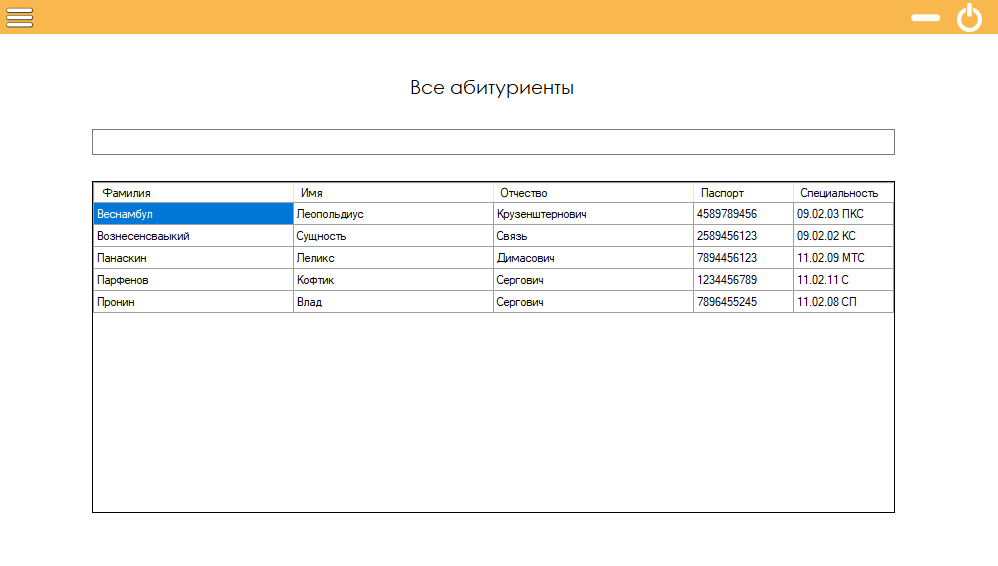 Все абитуриенты
Фамилия Имя Отчество Паспорт Специальность
Веснамбул Леопольдиус Крузенштернович 4589789456 09.02.03 ПКС
Вознесенсваыкий Сущность Связь 2589456123 09.02.02 КС
Панаскин Леликс Димасович 7894456123 11.02.09 МТС
Парфенов Кофтик Сергович 1234456789 11.02.11 С
Пронин Влад Сергович 7896455245 11.02.08 СП